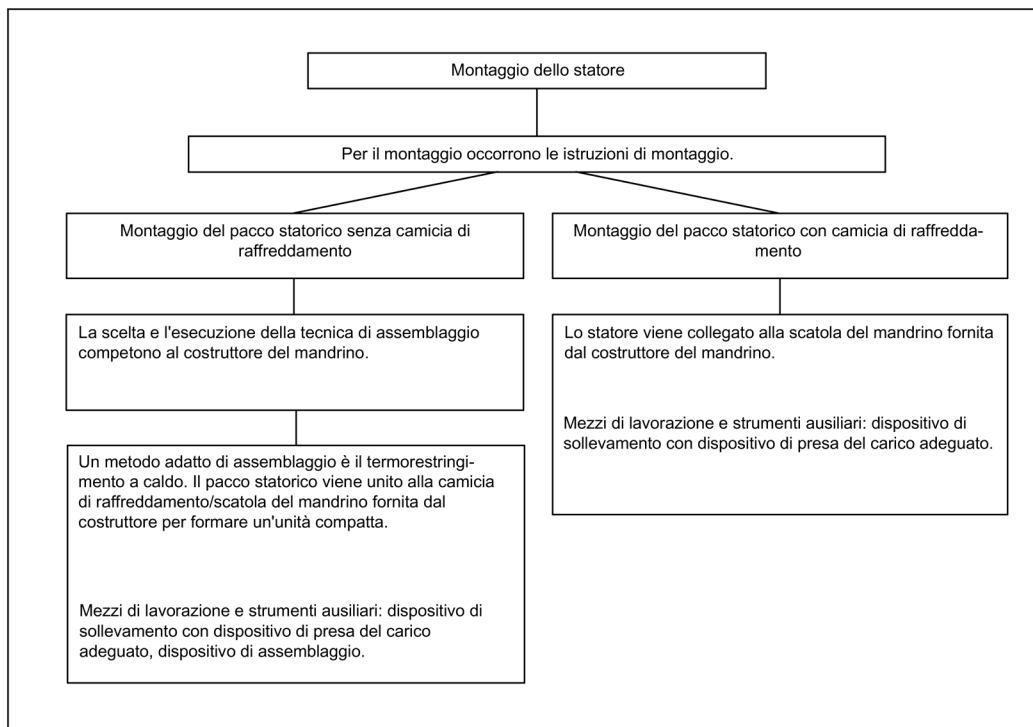 Montaggio dello statore
Per il montaggio occorrono le istruzioni di montaggio.
Montaggio del pacco statorico senza camicia di
raffreddamento
Montaggio del pacco statorico con camicia di raffredda-
mento
La scelta e l'esecuzione della tecnica di assemblaggio
competono al costruttore del mandrino.
Lo statore viene collegato alla scatola del mandrino fornita
dal costruttore del mandrino.
Mezzi di lavorazione e strumenti ausiliari: dispositivo di
sollevamento con dispositivo di presa del carico adeguato.
Un metodo adatto di assemblaggio è il termorestringi-
mento a caldo. Il pacco statorico viene unito alla camicia
di raffreddamento/scatola del mandrino fornita dal
costruttore per formare un'unità compatta.
Mezzi di lavorazione e strumenti ausiliari: dispositivo di
sollevamento con dispositivo di presa del carico
adeguato, dispositivo di assemblaggio.